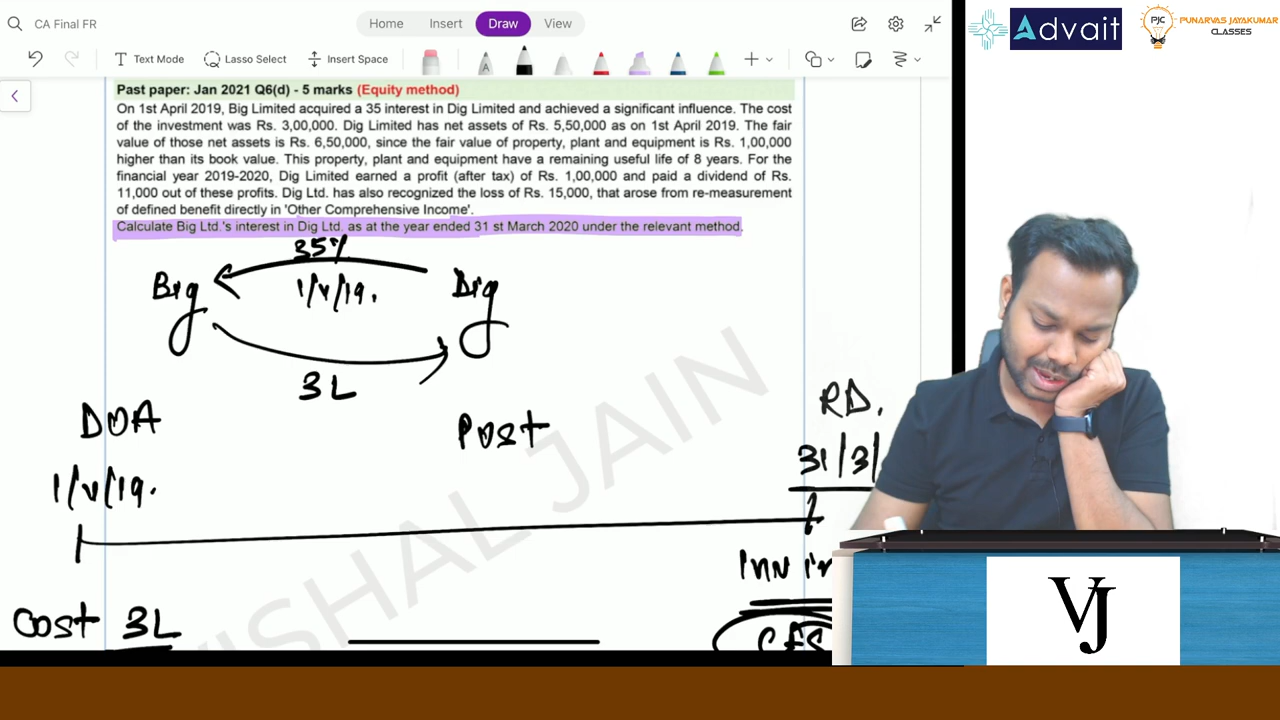 CA Final FR
Home Insert Draw View
Advait
PJC
PUNARVAS JAYAKUMAR
CLASSES
A Text Mode Lasso Select Insert Space
Past paper: Jan 2021 Q6(d) - 5 marks (Equity method)
On 1st April 2019, Big Limited acquired a 35 interest in Dig Limited and achieved a significant influence. The cost
of the investment was Rs. 3,00,000. Dig Limited has net assets of Rs. 5,50,000 as on 1st April 2019. The fair
value of those net assets is Rs. 6,50,000, since the fair value of property, plant and equipment is Rs. 1,00,000
higher than its book value. This property, plant and equipment have a remaining useful life of 8 years. For the
financial year 2019-2020, Dig Limited earned a profit (after tax) of Rs. 1,00,000 and paid a dividend of Rs.
11,000 out of these profits. Dig Ltd. has also recognized the loss of Rs. 15,000, that arose from re-measurement
of defined benefit directly in 'Other Comprehensive Income'.
Calculate Big Ltd.'s interest in Dig Ltd. as at the year ended 31 st March 2020 under the relevant method.
35%
Big 1/4/19. Dig
3L
DOA Post RD.
1/4/19. 31/3/
Inv in
Cost 3L CFS
VISHAL JAIN
VJ